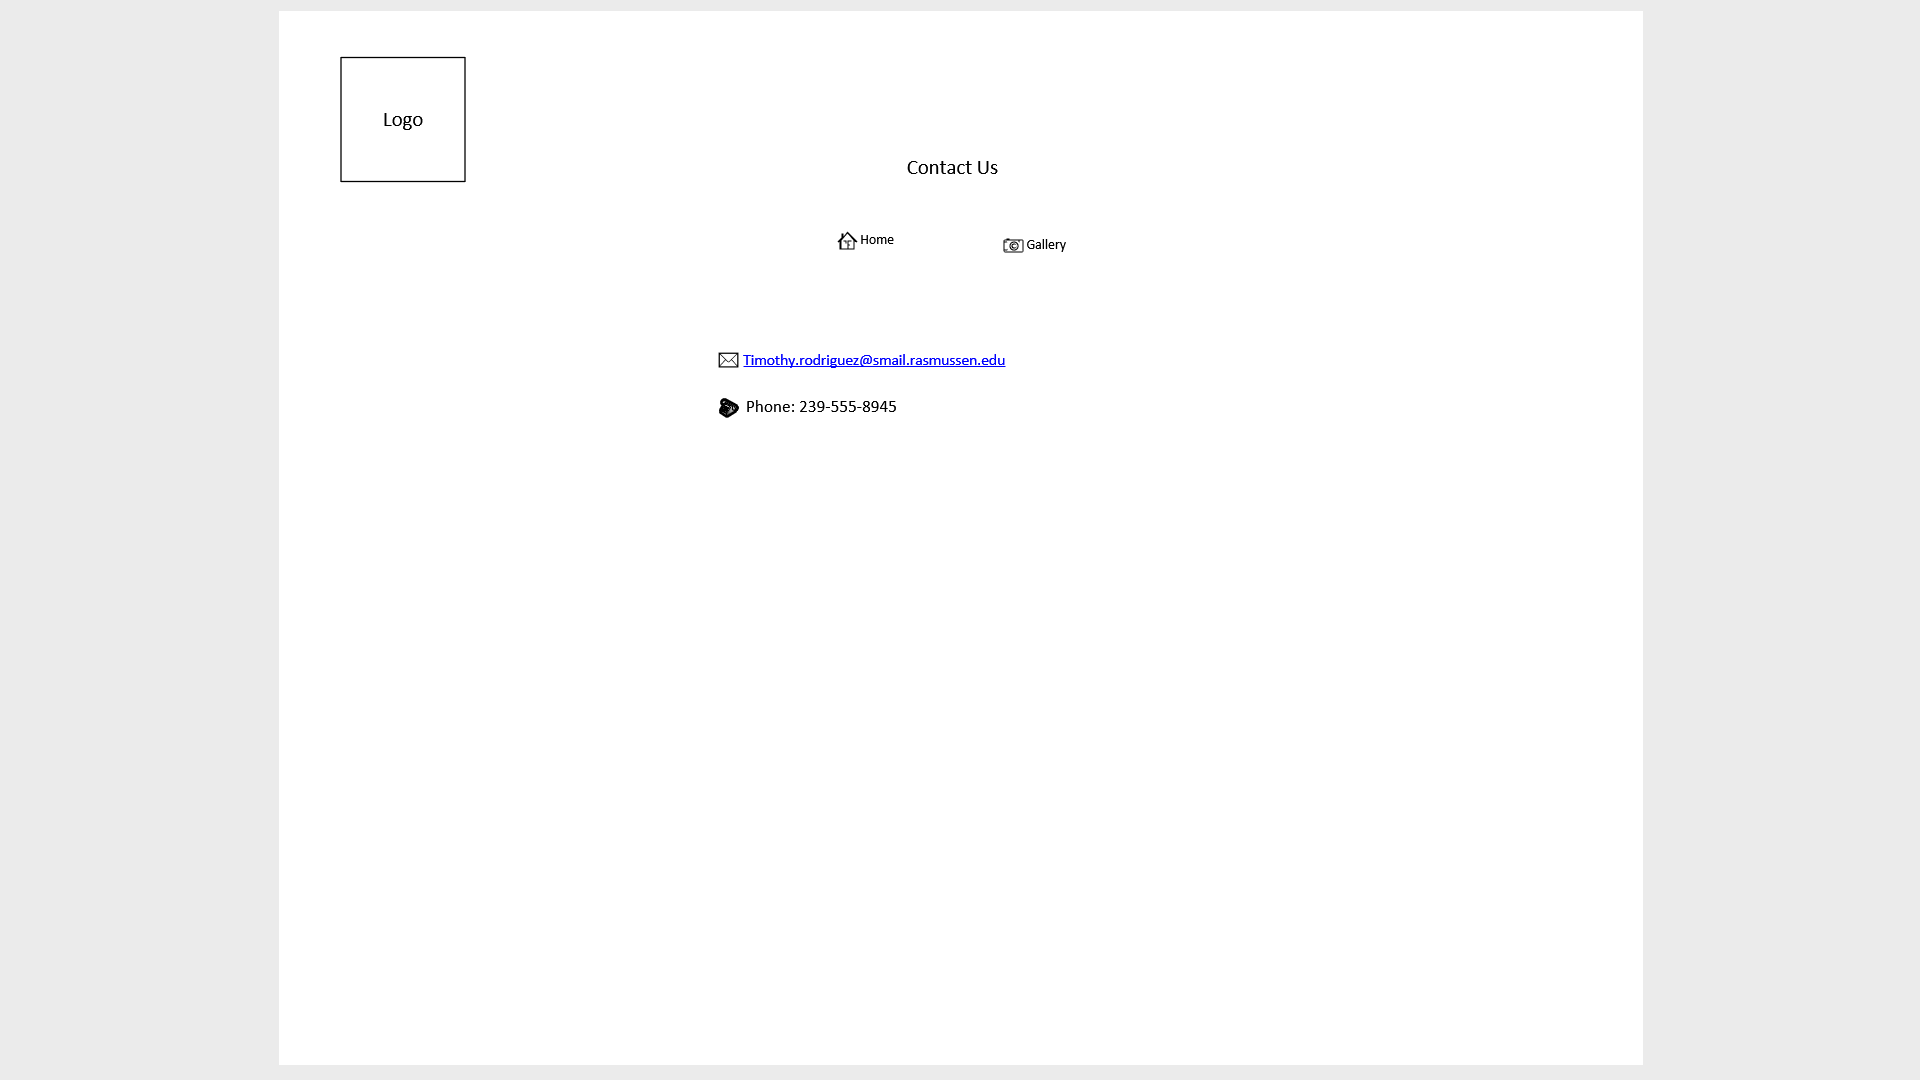 Logo
Contact Us
Home
Gallery
Timothy.rodriguez@smail.rasmussen.edu
Phone: 239-555-8945